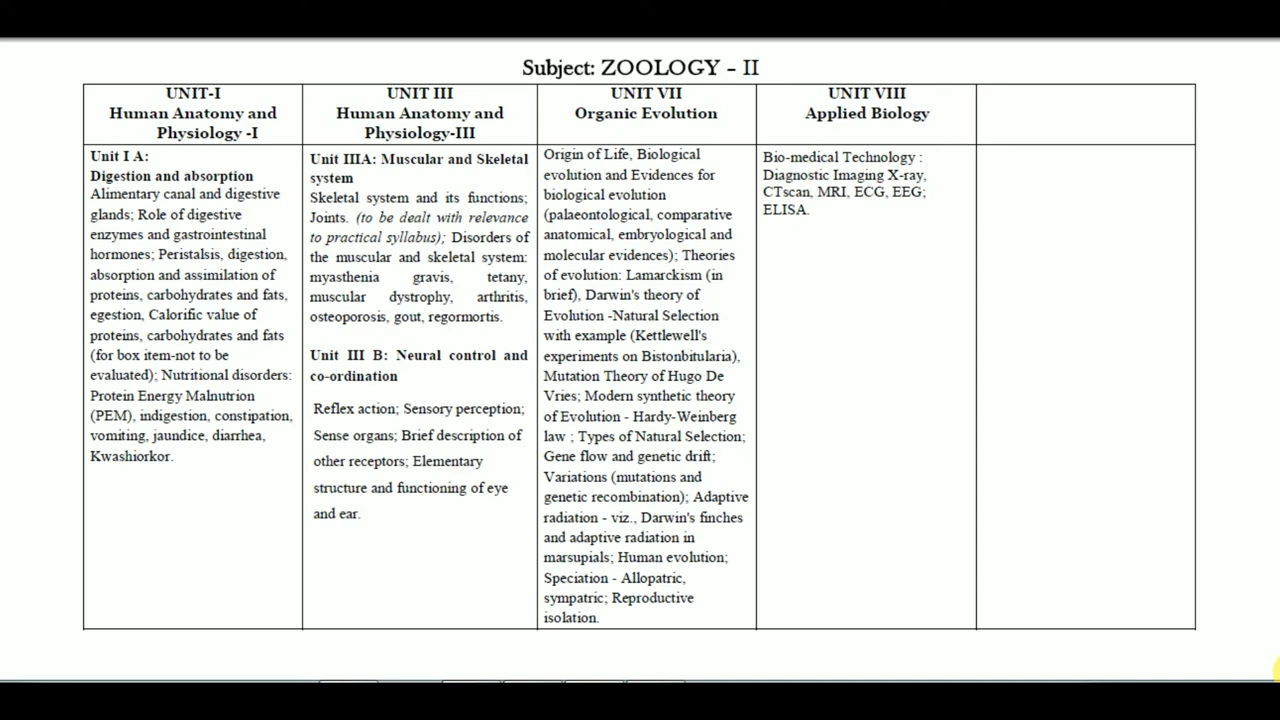 Subject: ZOOLOGY – II
UNIT-I
Human Anatomy and
Physiology -I
UNIT III
Human Anatomy and
Physiology-III
UNIT VII
Organic Evolution
UNIT VIII
Applied Biology
Unit I A:
Digestion and absorption
Alimentary canal and digestive
glands; Role of digestive
enzymes and gastrointestinal
hormones; Peristalsis, digestion,
absorption and assimilation of
proteins, carbohydrates and fats,
egestion, Calorific value of
proteins, carbohydrates and fats
(for box item-not to be
evaluated); Nutritional disorders:
Protein Energy Malnutrition
(PEM), indigestion, constipation,
vomiting, jaundice, diarrhea,
Kwashiorkor.
Unit IIIA: Muscular and Skeletal
system
Skeletal system and its functions;
Joints. (to be dealt with relevance
to practical syllabus); Disorders of
the muscular and skeletal system:
myasthenia gravis, tetany,
muscular dystrophy, arthritis,
osteoporosis, gout, regormortis.
Unit III B: Neural control and
co-ordination
Reflex action; Sensory perception;
Sense organs; Brief description of
other receptors; Elementary
structure and functioning of eye
and ear.
Origin of Life, Biological
evolution and Evidences for
biological evolution
(palaeontological, comparative
anatomical, embryological and
molecular evidences); Theories
of evolution: Lamarckism (in
brief), Darwin's theory of
Evolution -Natural Selection
with example (Kettlewell's
experiments on Bistonbitularia),
Mutation Theory of Hugo De
Vries; Modern synthetic theory
of Evolution - Hardy-Weinberg
law ; Types of Natural Selection;
Gene flow and genetic drift;
Variations (mutations and
genetic recombination); Adaptive
radiation - viz., Darwin's finches
and adaptive radiation in
marsupials; Human evolution;
Speciation - Allopatric,
sympatric; Reproductive
isolation.
Bio-medical Technology :
Diagnostic Imaging X-ray,
CTscan, MRI, ECG, EEG;
ELISA.